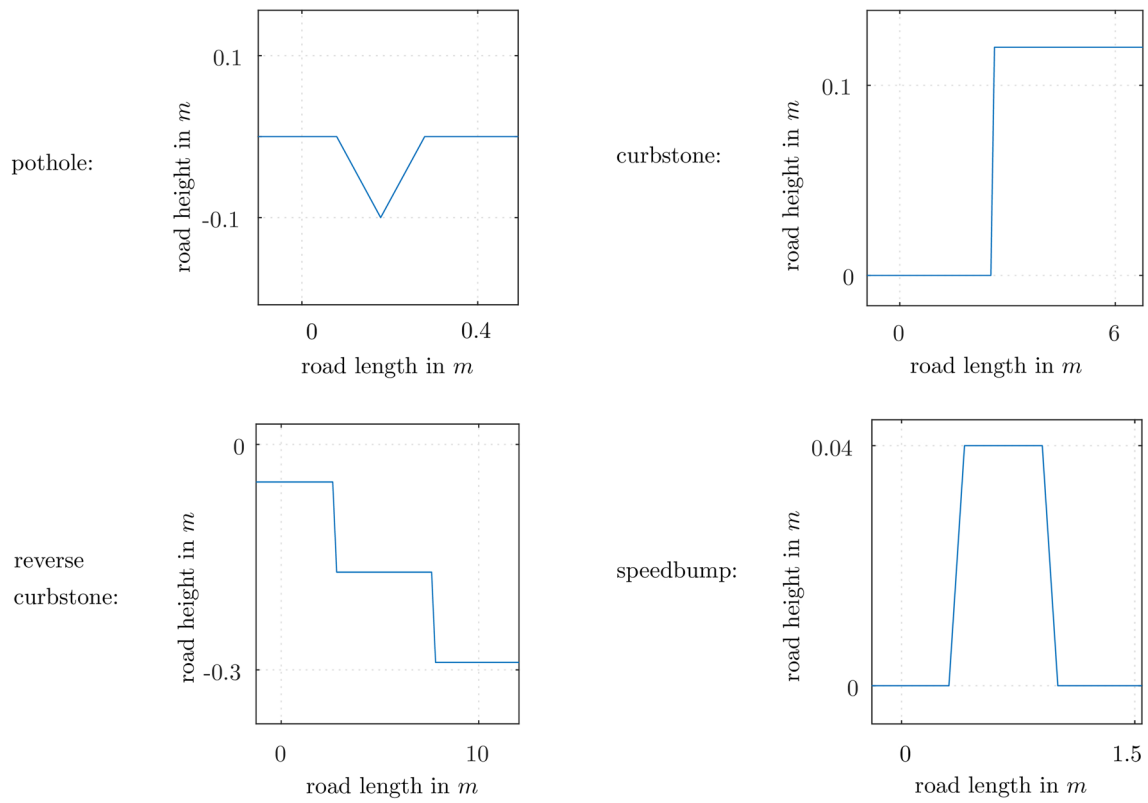 pothole:
road height in m
0.1
-0.1
0
0.4
road length in m
curbstone:
road height in m
0.1
0
0
6
road length in m
reverse
curbstone:
road height in m
0
-0.3
0
10
road length in m
speedbump:
road height in m
0.04
0
0
1.5
road length in m